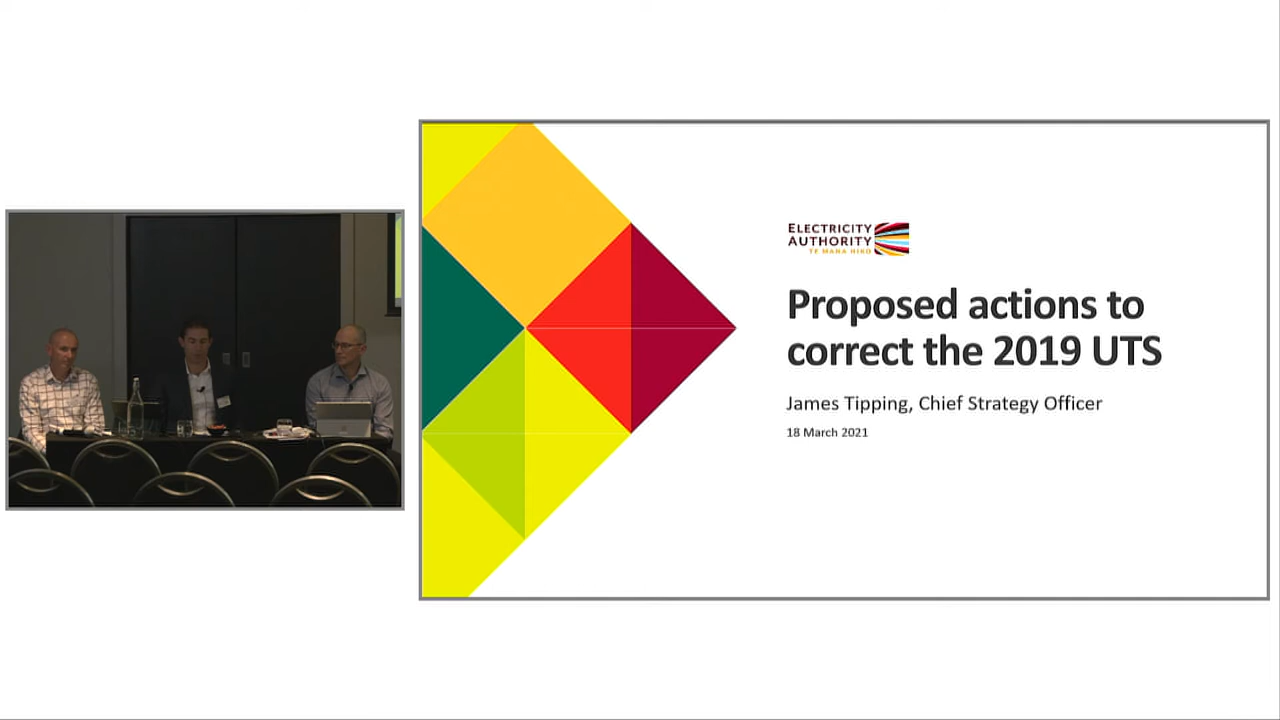 ELECTRICITY
AUTHORITY
TE MANA HIKO
Proposed actions to
correct the 2019 UTS
James Tipping, Chief Strategy Officer
18 March 2021